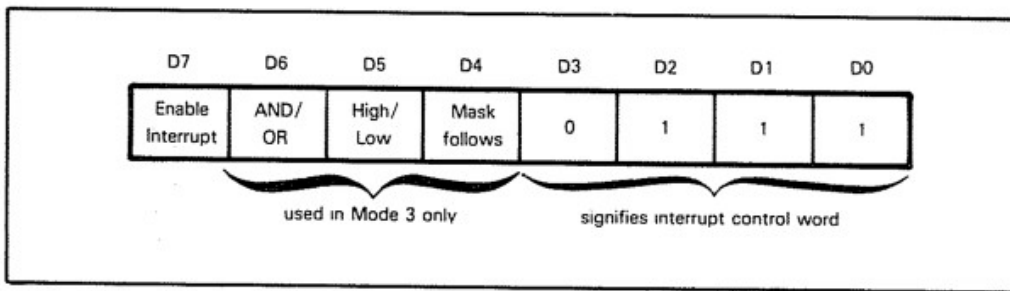 D7 D6 D5 D4 D3 D2 D1 D0
Enable AND/ High/ Mask 0 1 1 1
Interrupt OR Low follows
used in Mode 3 only signifies interrupt control word